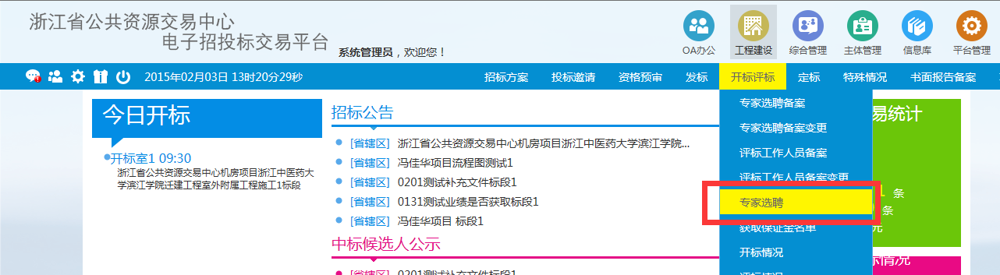 浙江省公共资源交易中心
电子招投标交易平台
系统管理员，欢迎您！
OA办公
工程建设
综合管理
主体管理
信息库
平台管理
2015年02月03日 13时20分29秒
招标方案
投标邀请
资格预审
发标
开标评标
定标
特殊情况
书面报告备案
今日开标
开标室1 09:30
浙江省公共资源交易中心机房项目浙江中医药大
学滨江学院迁建工程室外附属工程施工1标段
招标公告
[省辖区] 浙江省公共资源交易中心机房项目浙江中医药大学滨江学院...
[省辖区] 冯佳华项目流程图测试1
[省辖区] 0201测试补充文件标段1
[省辖区] 0131测试业绩是否获取标段1
[省辖区] 冯佳华项目 标段1
中标候选人公示
[省辖区] 0201测试补充文件标段1
专家选聘备案
专家选聘备案变更
评标工作人员备案
评标工作人员备案变更
专家选聘
获取保证金名单
开标情况
评标情况
易统计
1 条
条
元
标情况